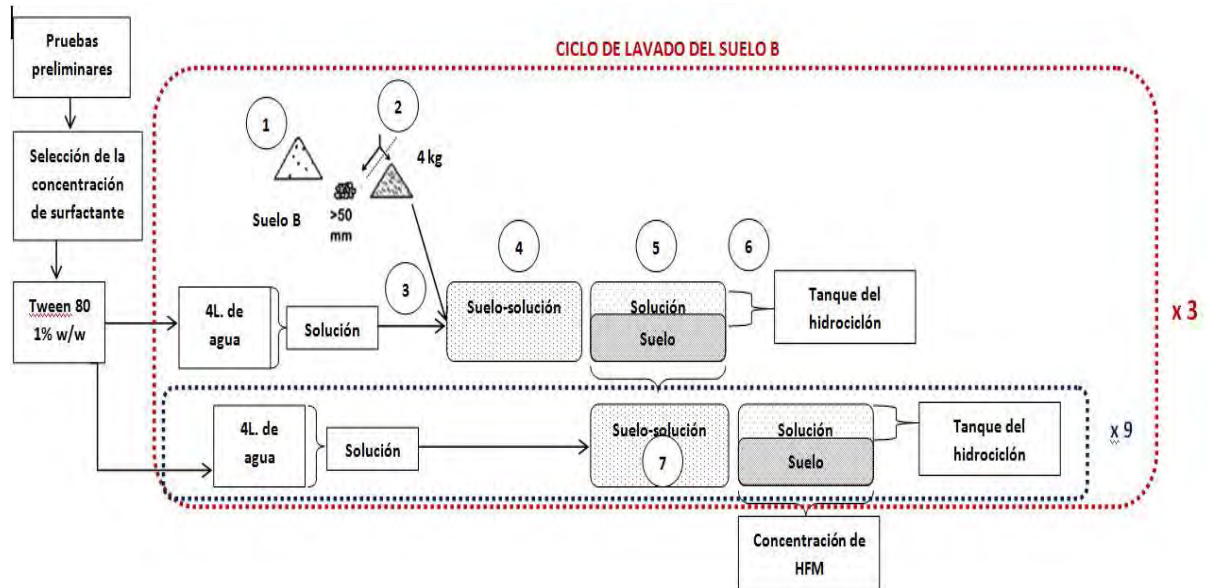 Pruebas
preliminares
Selección de la
concentración
de surfactante
Tween 80
1% w/w
CICLO DE LAVADO DEL SUELO B
1
2
4 kg
Suelo B
>50
mm
3
4
5
6
4L. de
agua
Solución
Suelo-solución
Solución
Suelo
Tanque del
hidrociclón
x 3
4L. de
agua
Solución
Suelo-solución
7
Solución
Suelo
Tanque del
hidrociclón
x 9
Concentración de
HFM